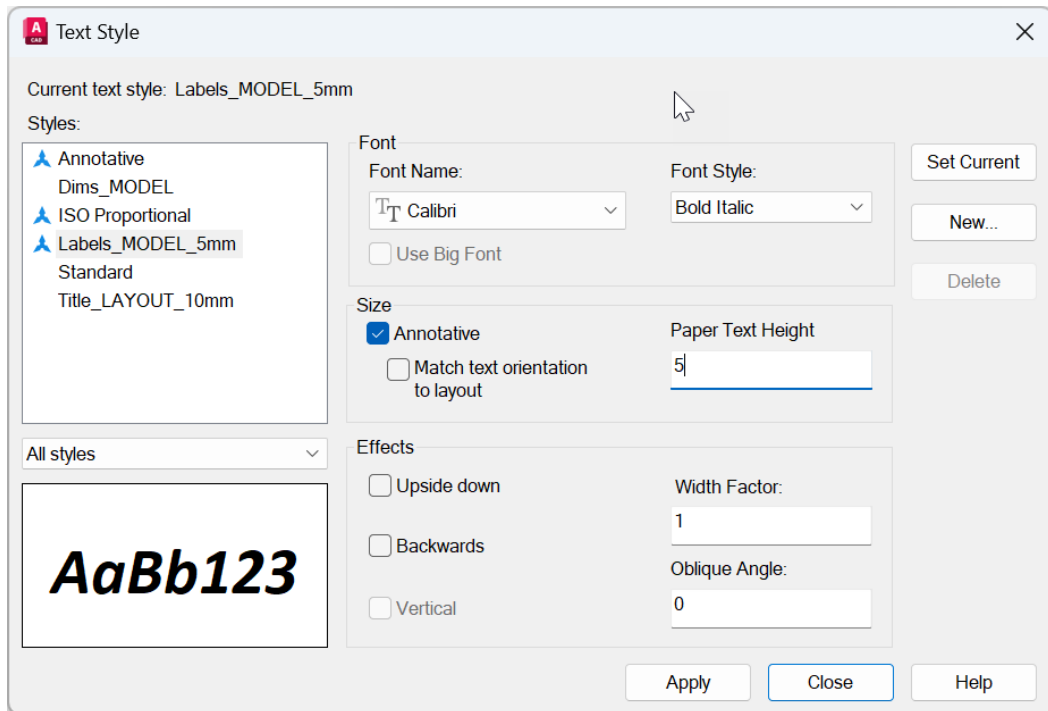 A
CAD
Text Style
Current text style: Labels_MODEL_5mm
Styles:
Annotative
Dims_MODEL
ISO Proportional
Labels_MODEL_5mm
Standard
Title_LAYOUT_10mm
All styles
AaBb123
Font
Font Name:
TT Calibri
Use Big Font
Font Style:
Bold Italic
Size
Annotative
Match text orientation
to layout
Paper Text Height
5
Effects
Upside down
Backwards
Vertical
Width Factor:
1
Oblique Angle:
0
Set Current
New...
Delete
Apply
Close
Help